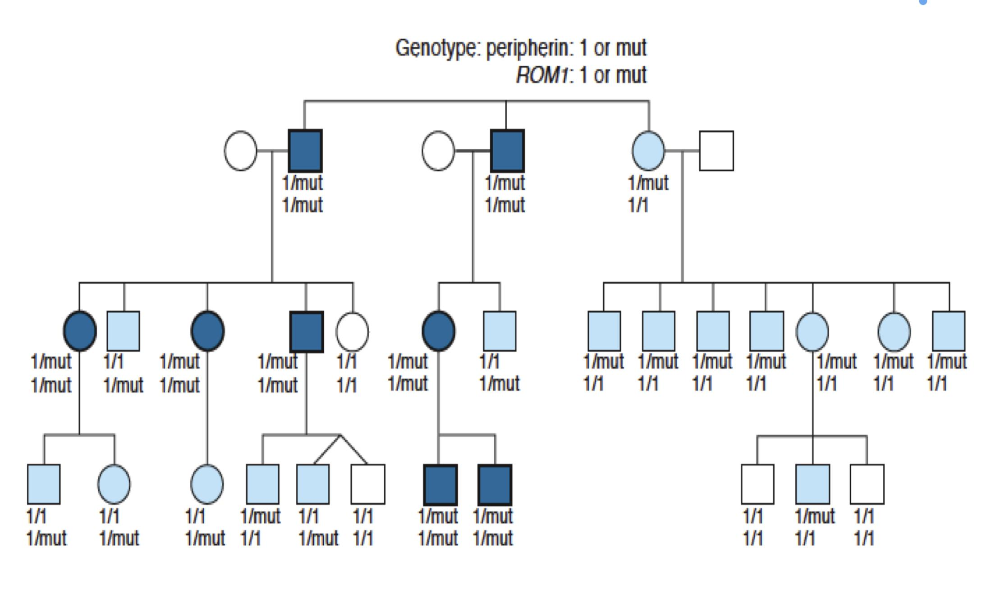 Genotype: peripherin: 1 or mut
ROM1: 1 or mut
1/mut 1/mut 1/mut
1/mut 1/mut 1/1
1/mut 1/1 1/mut 1/mut 1/1 1/mut 1/1 1/mut 1/mut 1/mut 1/mut 1/mut 1/mut 1/mut
1/mut 1/mut 1/mut 1/mut 1/1 1/mut 1/mut 1/1 1/1 1/1 1/1 1/1 1/1 1/1
1/1 1/1 1/1 1/mut 1/1 1/1 1/mut 1/mut 1/1 1/mut 1/1
1/mut 1/mut 1/mut 1/1 1/mut 1/1 1/mut 1/mut 1/1 1/1 1/1